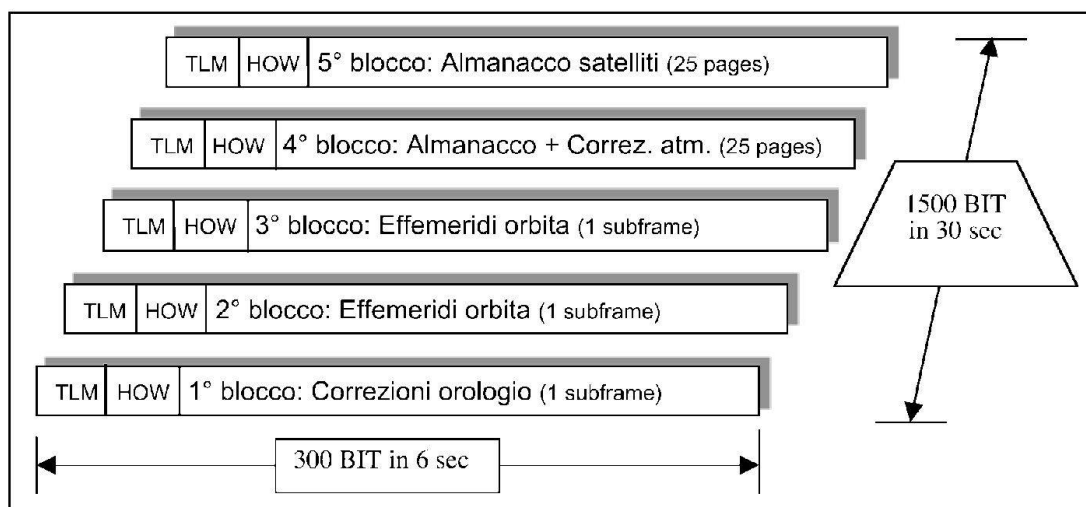 TLM HOW 5° blocco: Almanacco satelliti (25 pages)
TLM HOW 4° blocco: Almanacco + Correz. atm. (25 pages)
TLM HOW 3° blocco: Effemeridi orbita (1 subframe)
1500 BIT
in 30 sec
TLM HOW 2° blocco: Effemeridi orbita (1 subframe)
TLM HOW 1° blocco: Correzioni orologio (1 subframe)
300 BIT in 6 sec